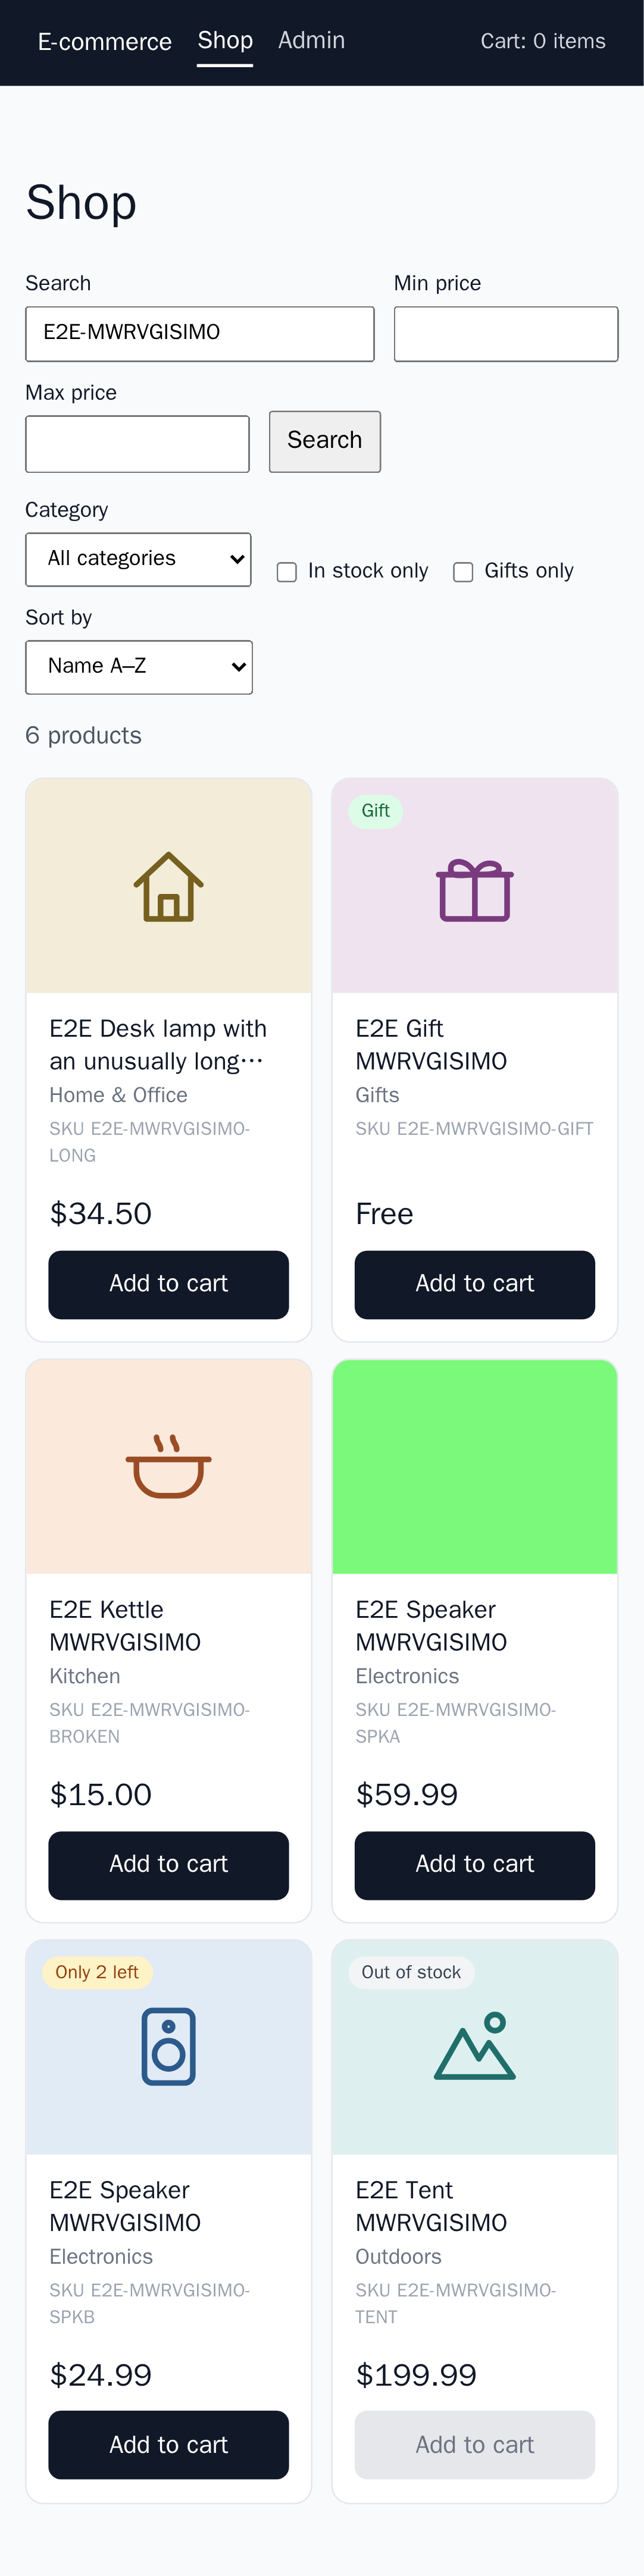 E-commerce Shop Admin Cart: 0 items
Shop
Search Min price
E2E-MWRVGISIMO
Max price
Search
Category
All categories In stock only Gifts only
Sort by
Name A–Z
6 products
E2E Desk lamp with
an unusually long…
Home & Office
SKU E2E-MWRVGISIMO-
LONG
$34.50
Add to cart
Gift
E2E Gift
MWRVGISIMO
Gifts
SKU E2E-MWRVGISIMO-GIFT
Free
Add to cart
E2E Kettle
MWRVGISIMO
Kitchen
SKU E2E-MWRVGISIMO-
BROKEN
$15.00
Add to cart
E2E Speaker
MWRVGISIMO
Electronics
SKU E2E-MWRVGISIMO-
SPKA
$59.99
Add to cart
Only 2 left
E2E Speaker
MWRVGISIMO
Electronics
SKU E2E-MWRVGISIMO-
SPKB
$24.99
Add to cart
Out of stock
E2E Tent
MWRVGISIMO
Outdoors
SKU E2E-MWRVGISIMO-
TENT
$199.99
Add to cart